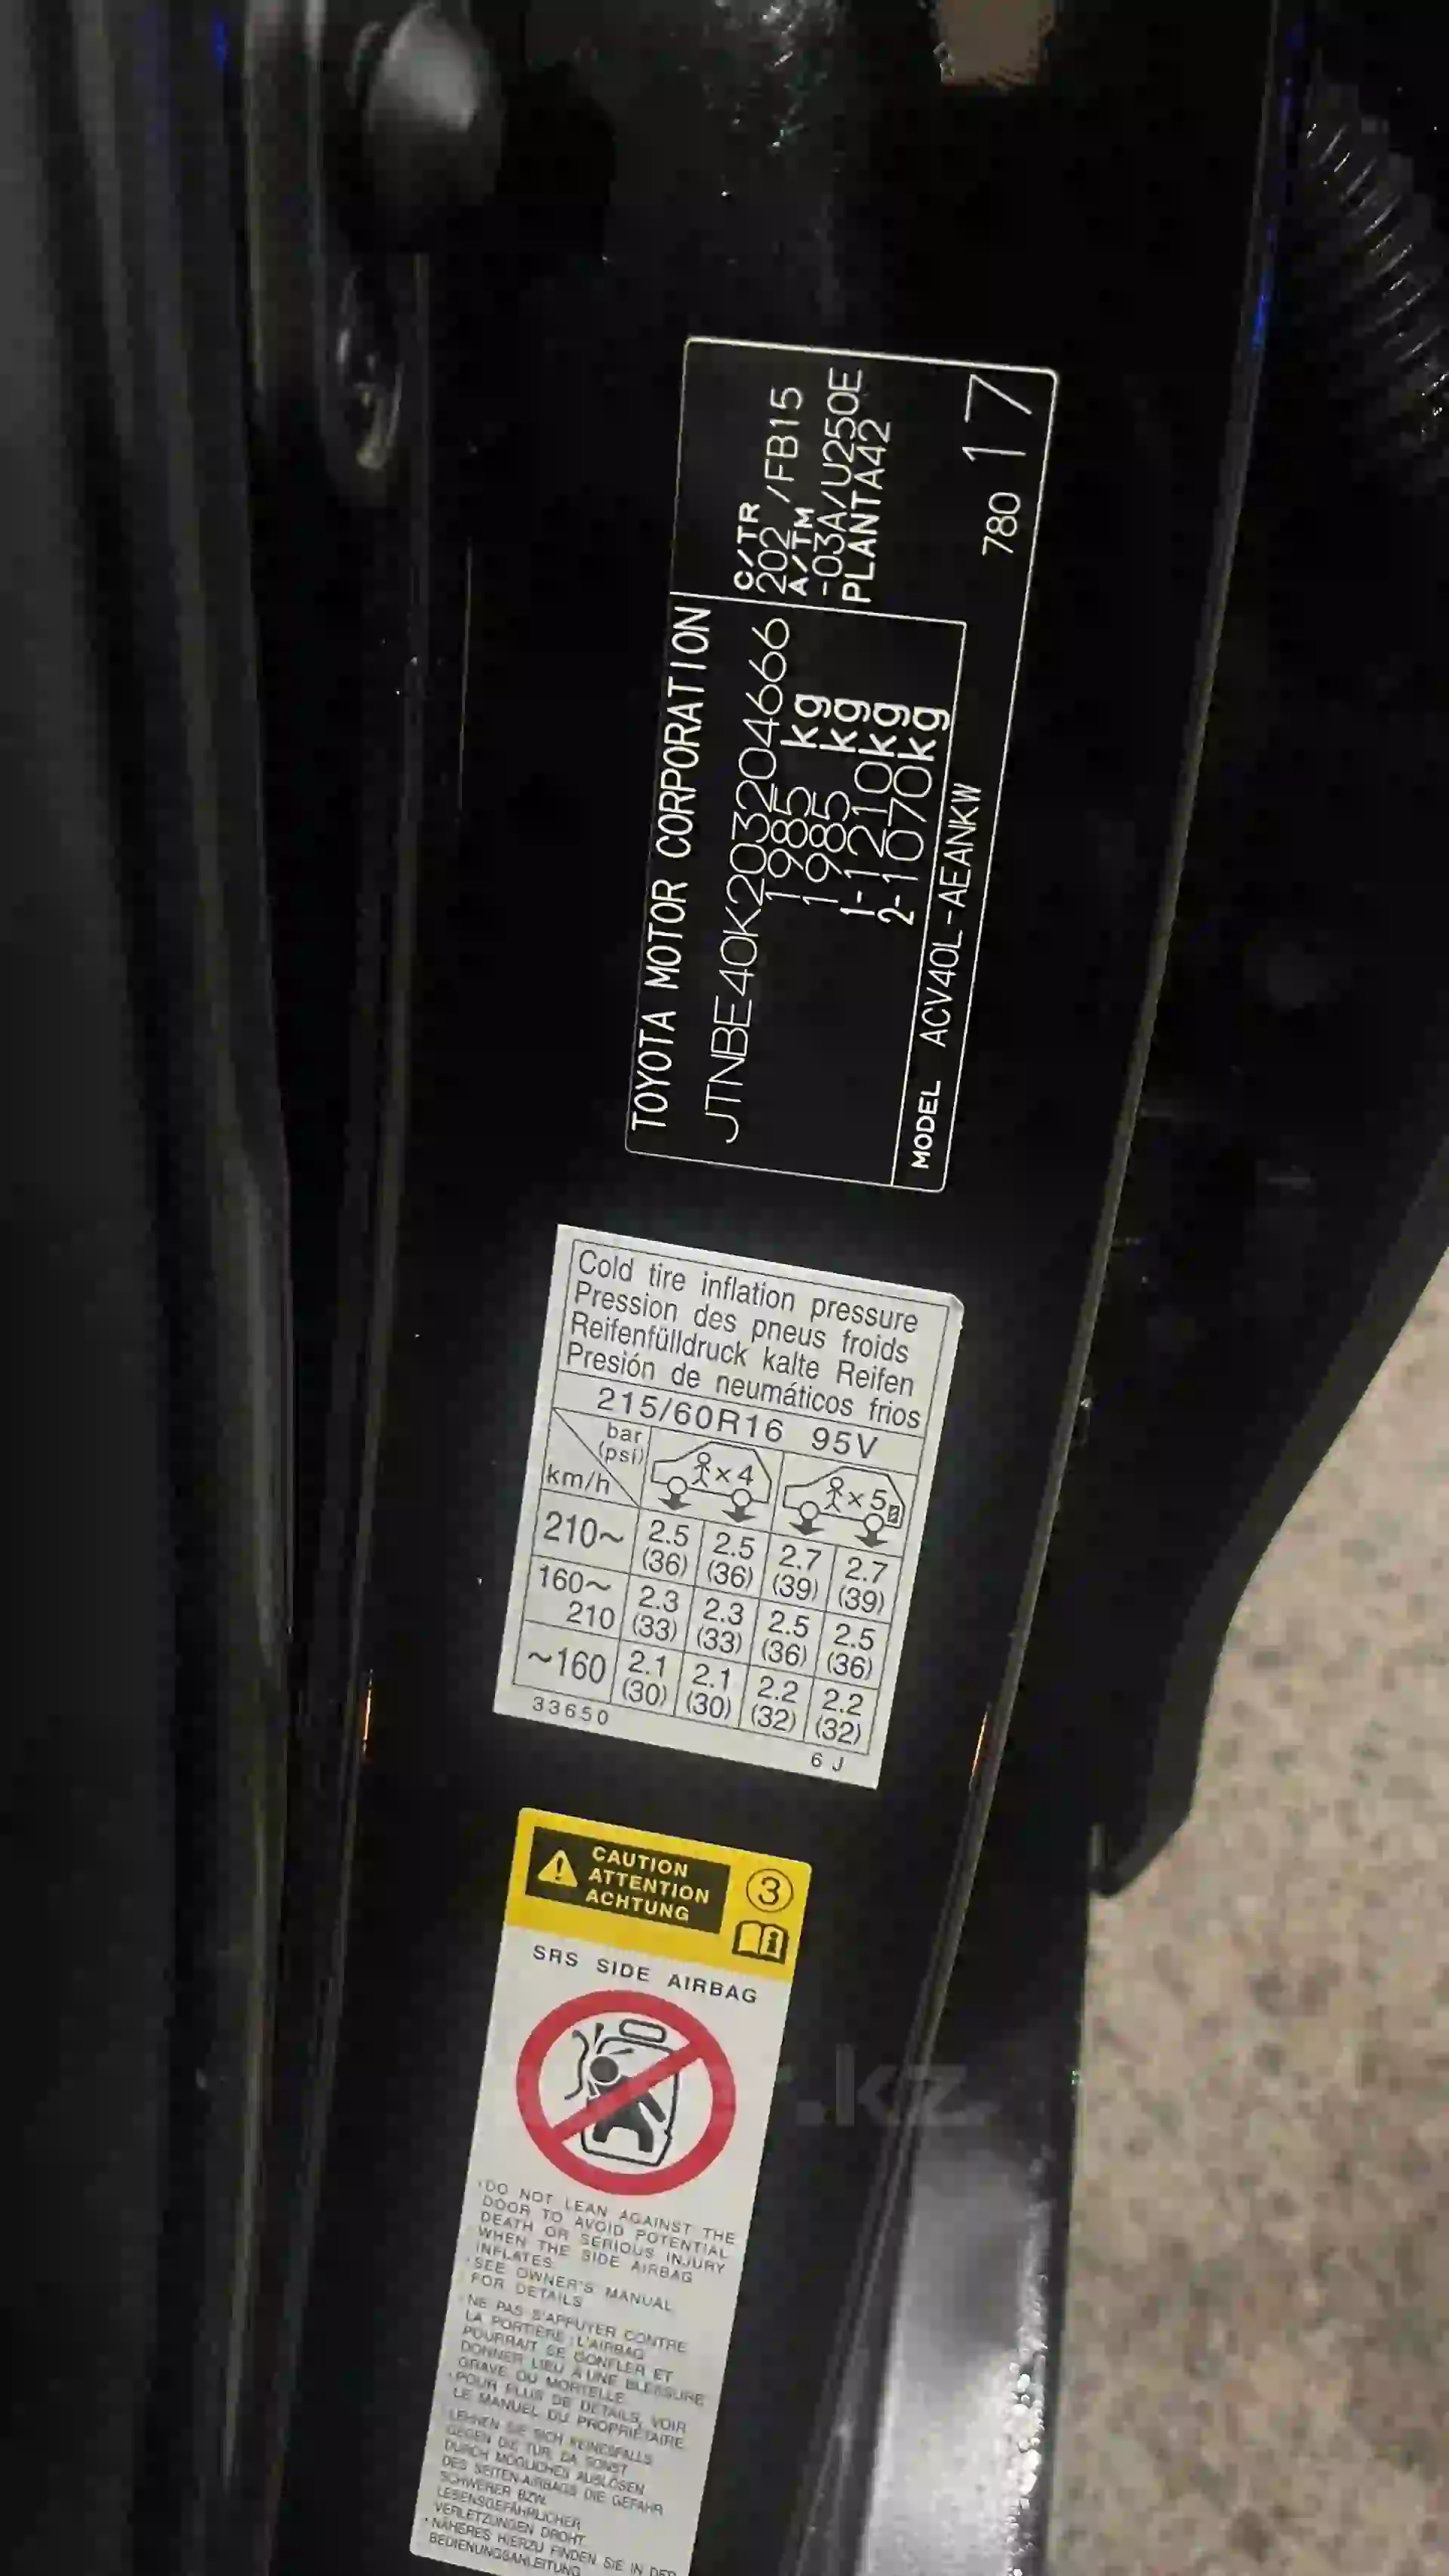 TOYOTA MOTOR CORPORATION
JTNBE40K203204666
1985 kg
1985 kg
1-1210kg
2-1070kg
MODEL ACV40L-AEANKW
C/TR
202 /FB15
A/TM
-03A/U250E
PLANTA42
780 17
Cold tire inflation pressure
Pression des pneus froids
Reifenfülldruck kalte Reifen
Presión de neumáticos frios
215/60R16 95V
bar
(psi)
km/h
x 4
x 5
210~ 2.5 2.5 2.7 2.7
(36) (36) (39) (39)
160~ 2.3 2.3 2.5 2.5
210 (33) (33) (36) (36)
~160 2.1 2.1 2.2 2.2
(30) (30) (32) (32)
33650
6 J
CAUTION
ATTENTION
ACHTUNG
3
SRS SIDE AIRBAG
.kz
·DO NOT LEAN AGAINST THE
DOOR TO AVOID POTENTIAL
DEATH OR SERIOUS INJURY
WHEN THE SIDE AIRBAG
INFLATES.
·SEE OWNER'S MANUAL
FOR DETAILS
·NE PAS S'APPUYER CONTRE
LA PORTIERE : L'AIRBAG
POURRAIT SE GONFLER ET
DONNER LIEU A UNE BLESSURE
GRAVE OU MORTELLE.
·POUR PLUS DE DETAILS, VOIR
LE MANUEL DU PROPRIÉTAIRE.
·LEHNEN SIE SICH KEINESFALLS
GEGEN DIE TÜR, DA SONST
DURCH MÖGLICHES AUSLÖSEN
DES SEITEN-AIRBAGS DIE GEFAHR
SCHWERER BZW.
LEBENSGEFÄHRLICHER
VERLETZUNGEN DROHT.
·NÄHERES HIERZU FINDEN SIE IN DER
BEDIENUNGSANLEITUNG